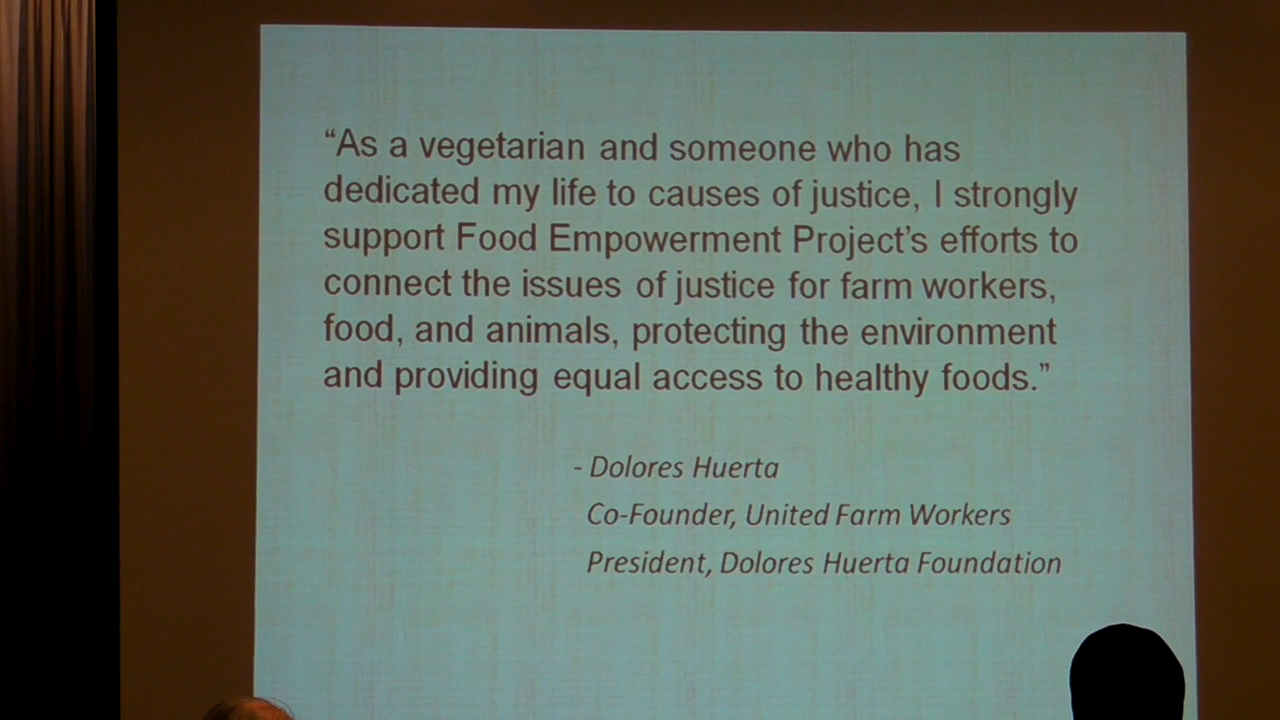 “As a vegetarian and someone who has
dedicated my life to causes of justice, I strongly
support Food Empowerment Project’s efforts to
connect the issues of justice for farm workers,
food, and animals, protecting the environment
and providing equal access to healthy foods.”
- Dolores Huerta
Co-Founder, United Farm Workers
President, Dolores Huerta Foundation